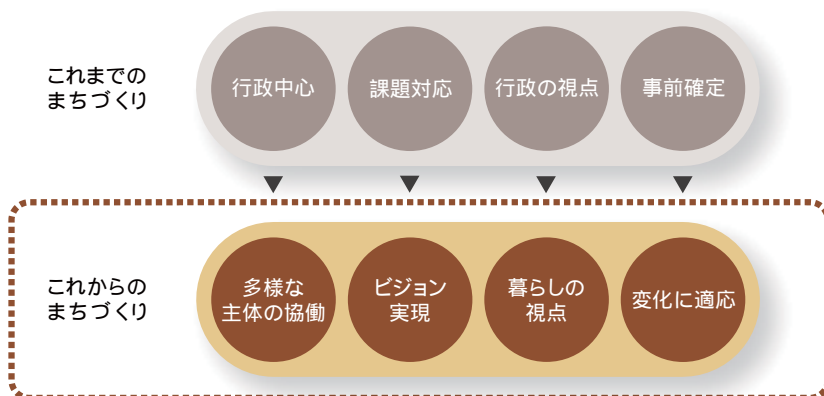 これまでの
まちづくり
行政中心
課題対応
行政の視点
事前確定
これからの
まちづくり
多様な
主体の協働
ビジョン
実現
暮らしの
視点
変化に適応